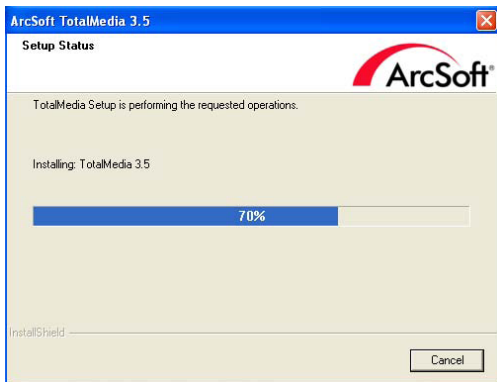 ArcSoft TotalMedia 3.5
Setup Status
ArcSoft®
TotalMedia Setup is performing the requested operations.
Installing: TotalMedia 3.5
70%
InstallShield
Cancel